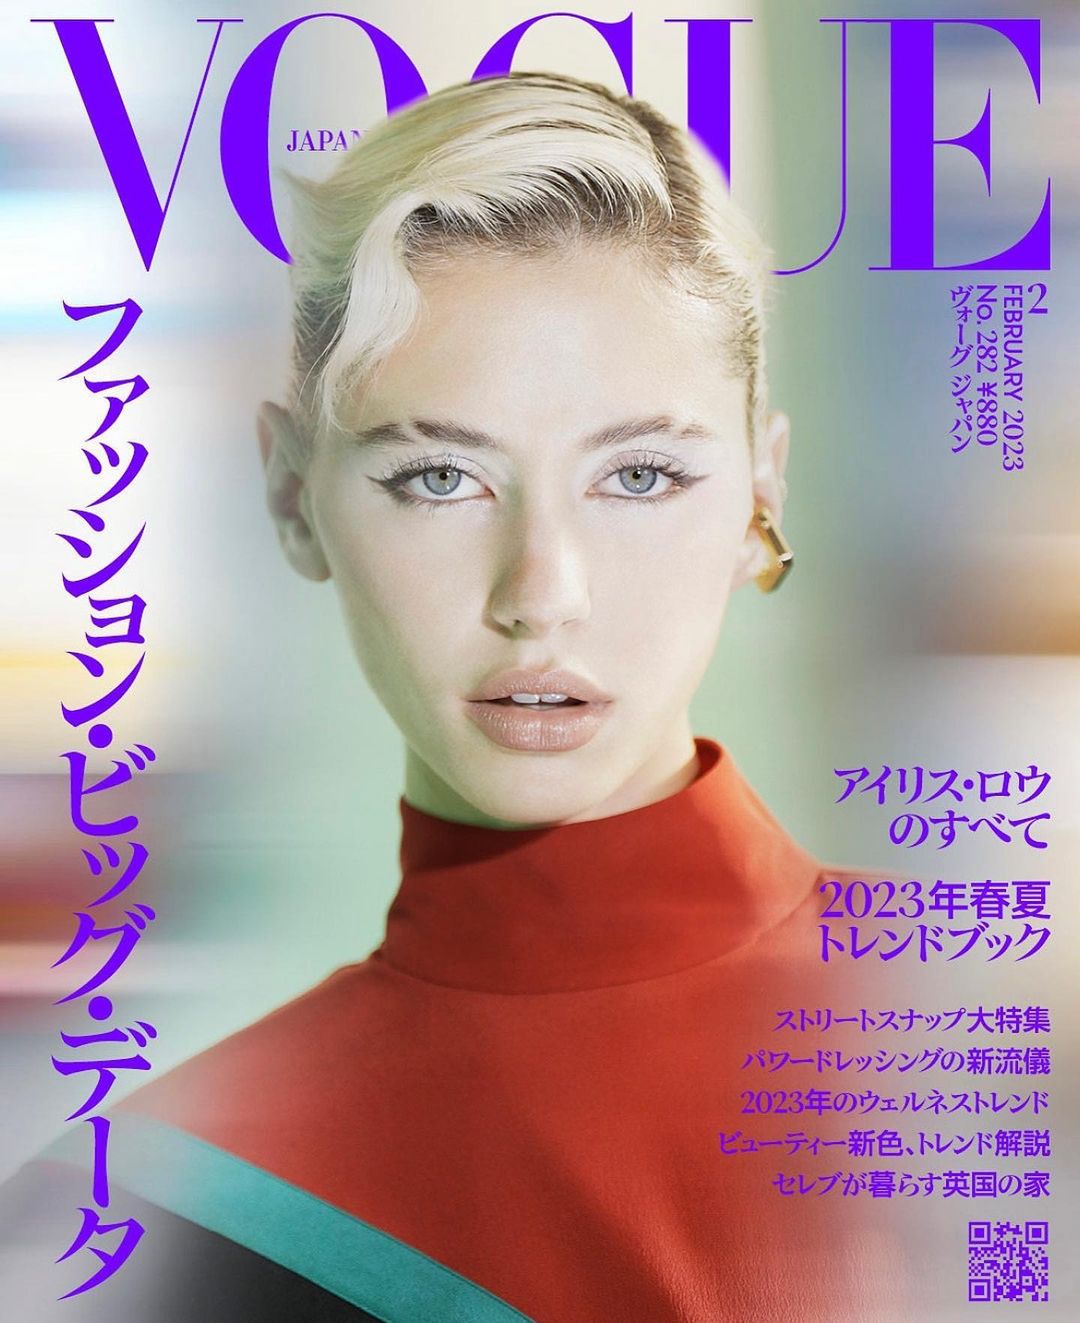 VOGUE
JAPAN
2
FEBRUARY 2023
No. 282 ¥880
ヴォーグ ジャパン
ファッション・ビッグ・データ
アイリス・ロウ
のすべて
2023年春夏
トレンドブック
ストリートスナップ大特集
パワードレッシングの新流儀
2023年のウェルネストレンド
ビューティー新色、トレンド解説
セレブが暮らす英国の家